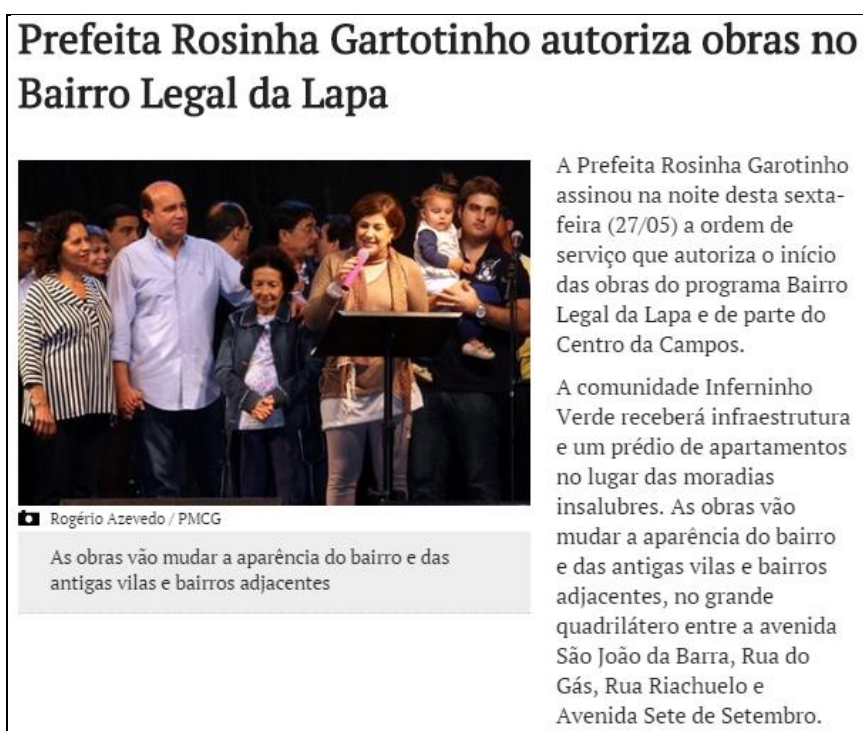 Prefeita Rosinha Gartotinho autoriza obras no
Bairro Legal da Lapa
A Prefeita Rosinha Garotinho
assinou na noite desta sexta-
feira (27/05) a ordem de
serviço que autoriza o início
das obras do programa Bairro
Legal da Lapa e de parte do
Centro da Campos.
A comunidade Inferninho
Verde receberá infraestrutura
e um prédio de apartamentos
no lugar das moradias
insalubres. As obras vão
mudar a aparência do bairro
e das antigas vilas e bairros
adjacentes, no grande
quadrilátero entre a avenida
São João da Barra, Rua do
Gás, Rua Riachuelo e
Avenida Sete de Setembro.
Rogério Azevedo / PMCG
As obras vão mudar a aparência do bairro e das
antigas vilas e bairros adjacentes